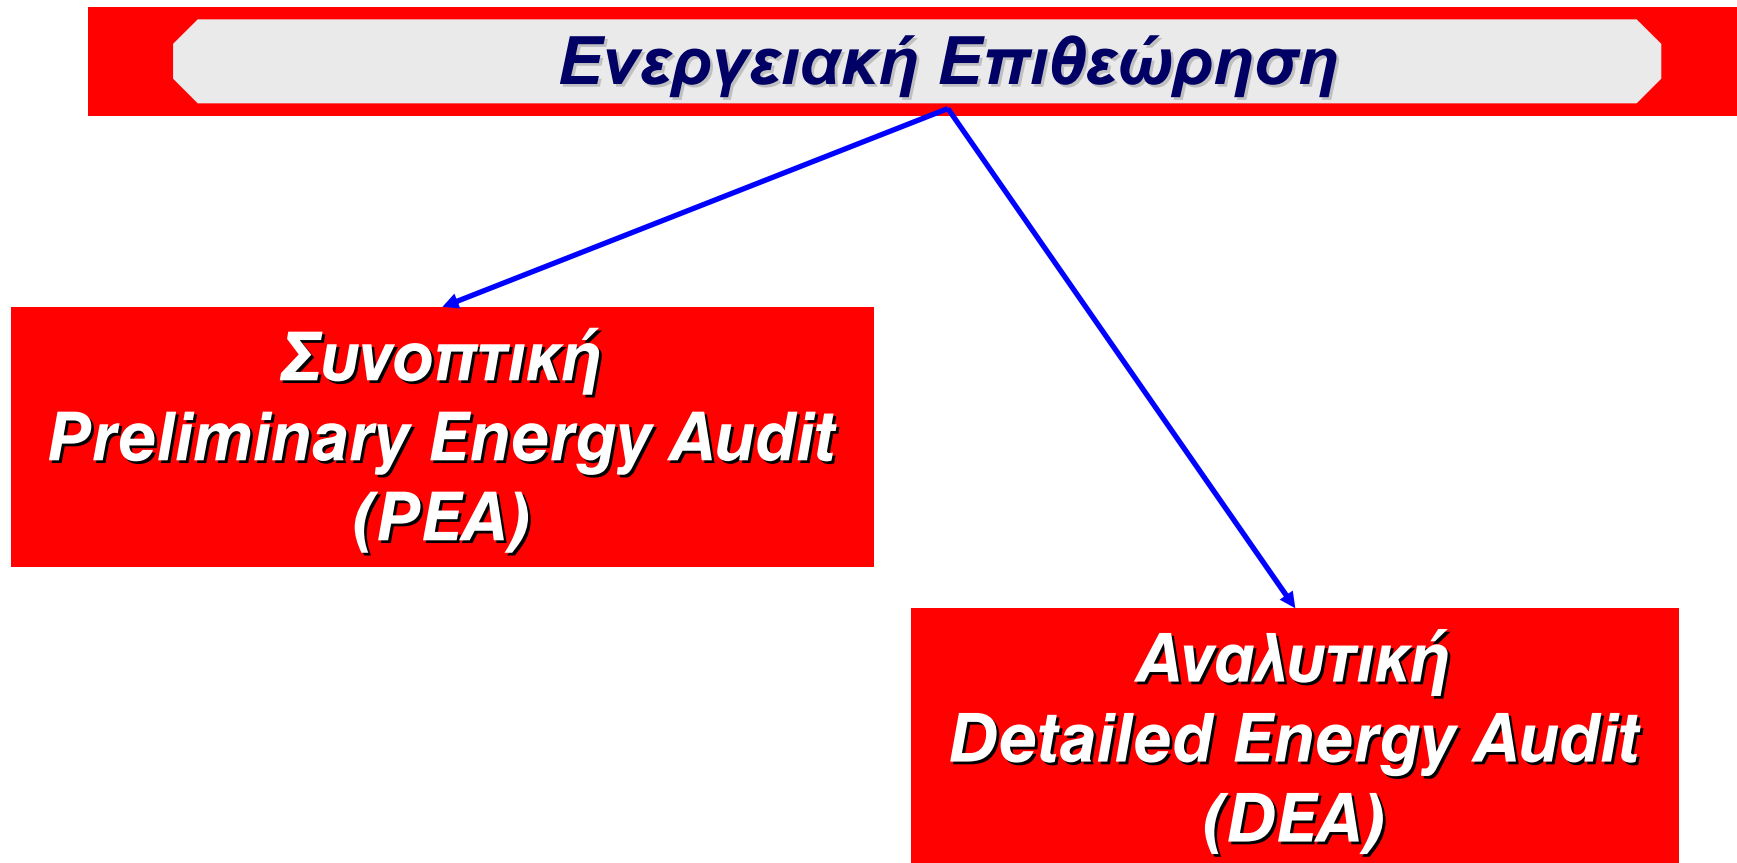 Ενεργειακή Επιθεώρηση
Συνοπτική
Preliminary Energy Audit
(PEA)
Αναλυτική
Detailed Energy Audit
(DEA)